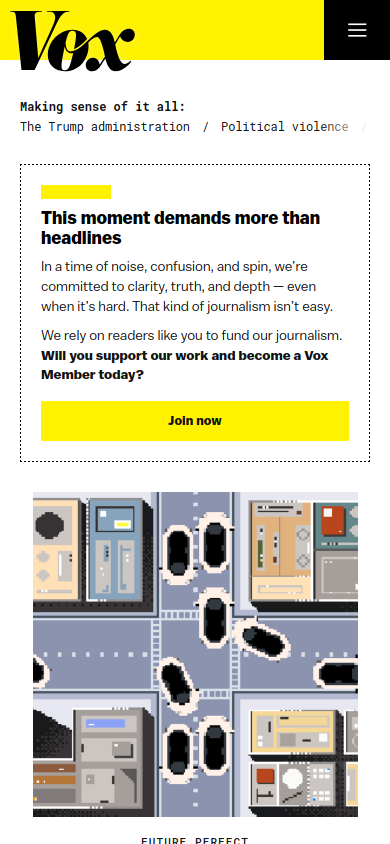 Vox
Making sense of it all:
The Trump administration / Political violence /
This moment demands more than
headlines
In a time of noise, confusion, and spin, we’re
committed to clarity, truth, and depth — even
when it’s hard. That kind of journalism isn’t easy.
We rely on readers like you to fund our journalism.
Will you support our work and become a Vox
Member today?
Join now
FUTURE PERFECT